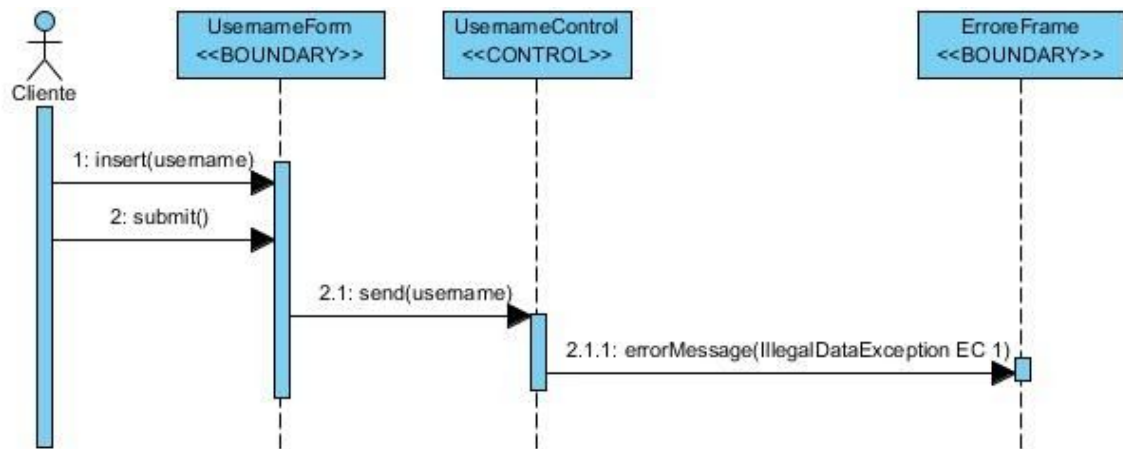 UsernameForm
<<BOUNDARY>>
UsernameControl
<<CONTROL>>
ErroreFrame
<<BOUNDARY>>
Cliente
1: insert(username)
2: submit()
2.1: send(username)
2.1.1: errorMessage(IllegalDataException EC 1)